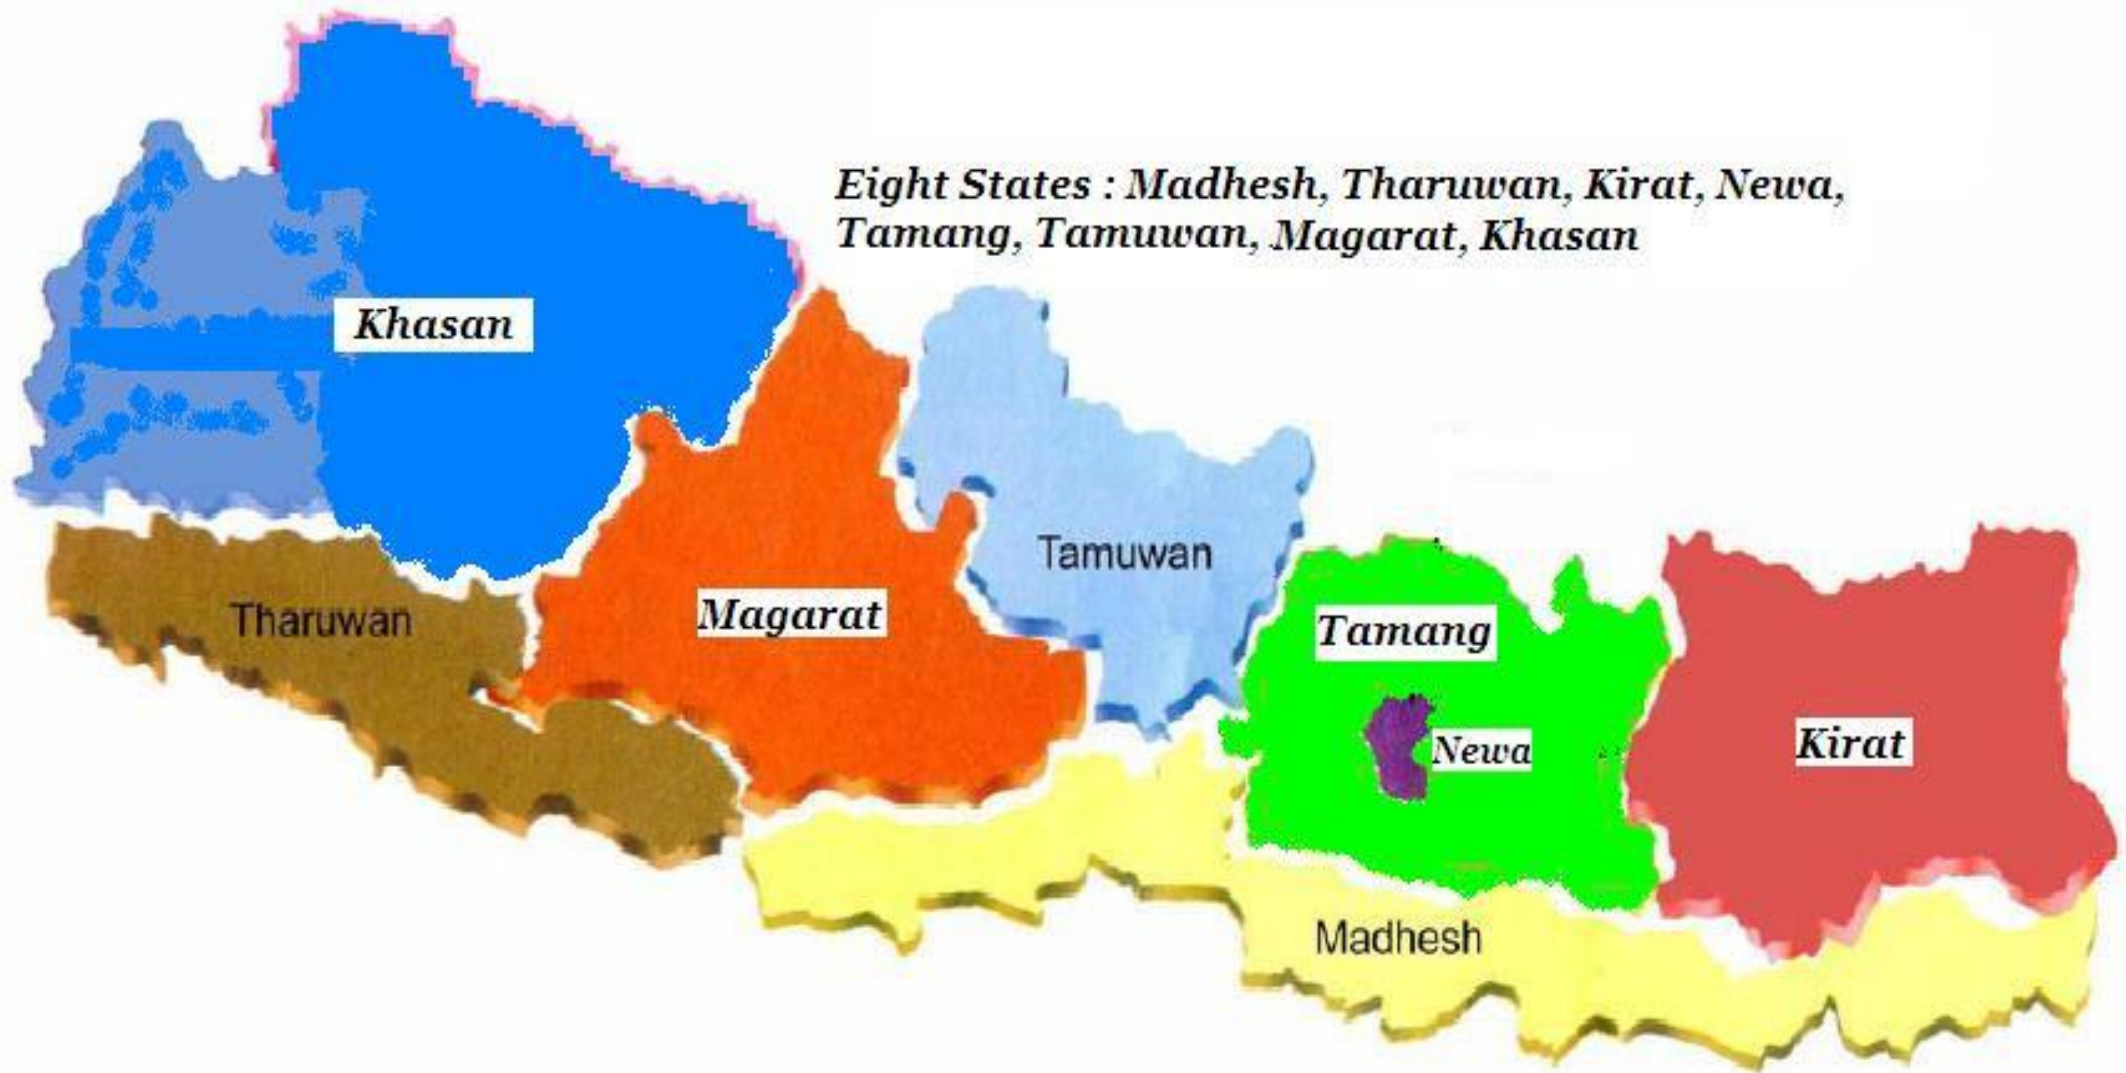 Eight States : Madhesh, Tharuwan, Kirat, Newa,
Tamang, Tamuwan, Magarat, Khasan
Khasan
Tamuwan
Tharuwan
Magarat
Tamang
Newa
Kirat
Madhesh